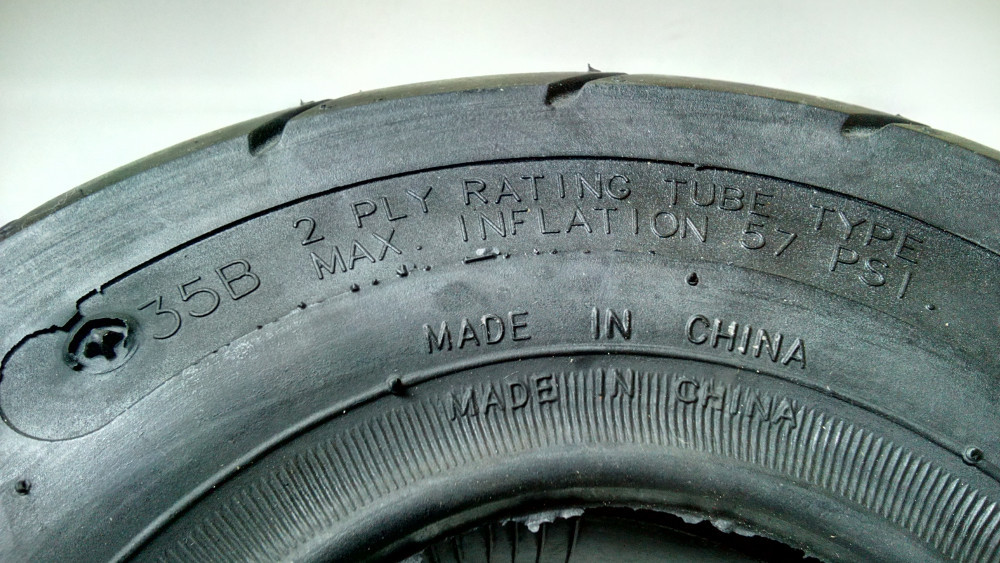 2 PLY RATING TUBE TYPE
35B MAX. INFLATION 57 PSI
MADE IN CHINA
MADE IN CHINA